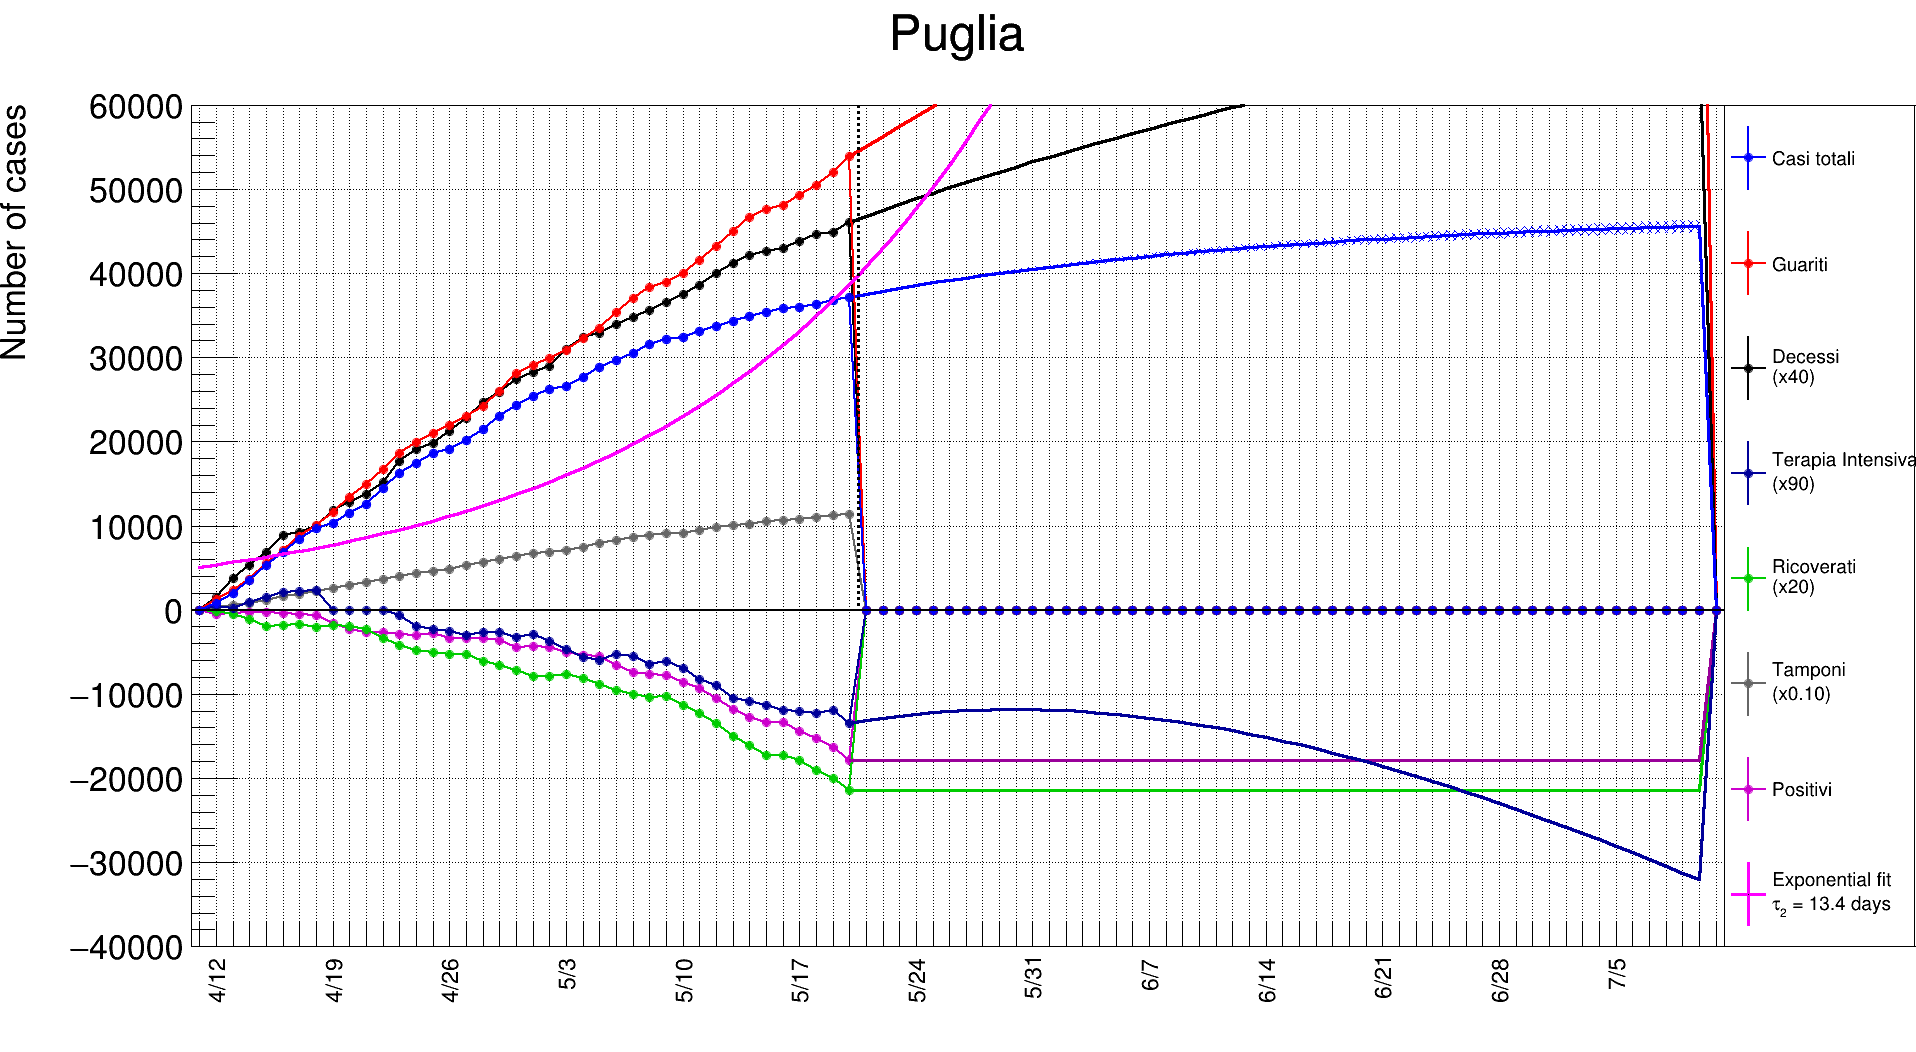 Puglia
Number of cases
60000
50000
40000
30000
20000
10000
0
−10000
−20000
−30000
−40000
4/12
4/19
4/26
5/3
5/10
5/17
5/24
5/31
6/7
6/14
6/21
6/28
7/5
Casi totali
Guariti
Decessi
(x40)
Terapia Intensiva
(x90)
Ricoverati
(x20)
Tamponi
(x0.10)
Positivi
Exponential fit
τ2 = 13.4 days